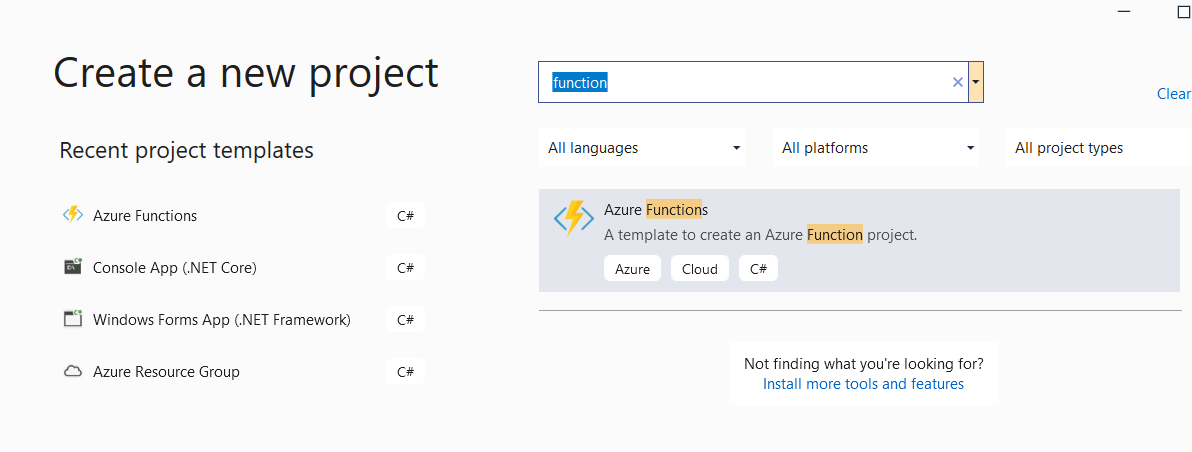 Create a new project
function
Clear
Recent project templates
All languages
All platforms
All project types
Azure Functions C#
Console App (.NET Core) C#
Windows Forms App (.NET Framework) C#
Azure Resource Group C#
Azure Functions
A template to create an Azure Function project.
Azure Cloud C#
Not finding what you're looking for?
Install more tools and features